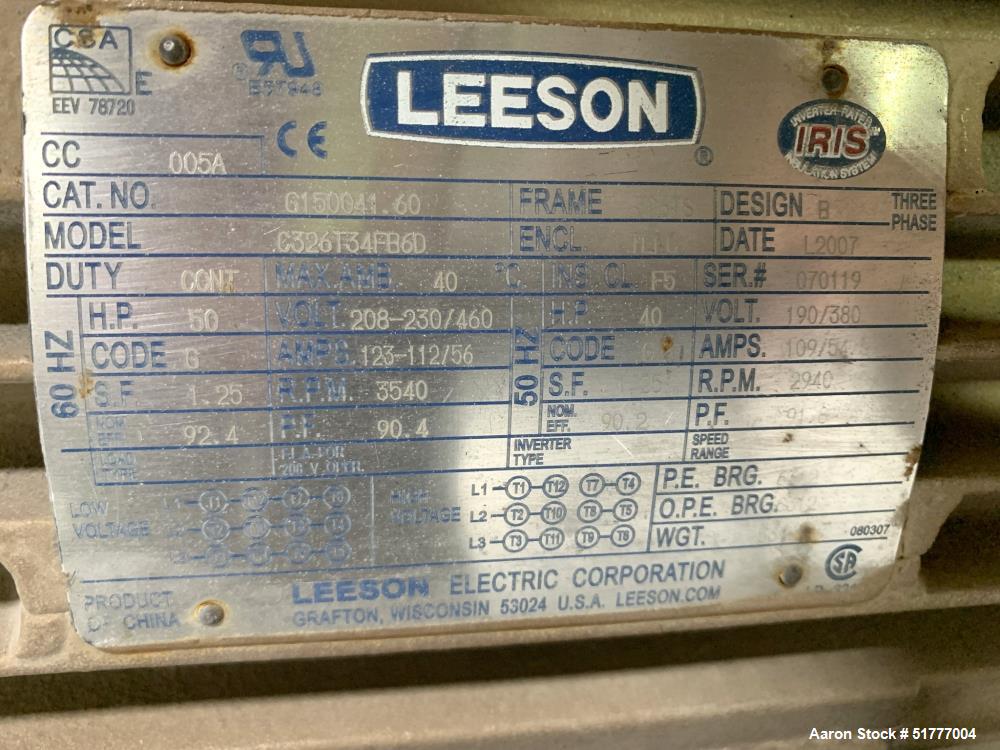 CSA
E
EEV 78720
LEESON
®
CE
INVERTER RATED
IRIS
INSULATION SYSTEM
CC 005A
CAT. NO. G150041.60 FRAME DESIGN B THREE PHASE
MODEL C326T34FB6D ENCL. DATE L2007
DUTY CONT MAX.AMB. 40 °C INS CL F5 SER.# 070119
60 HZ H.P. 50 VOLT. 208-230/460 50 HZ H.P. 40 VOLT. 190/380
CODE G AMPS. 123-112/56 CODE AMPS.
S.F. 1.25 R.P.M. 3540 S.F. R.P.M. 2940
NOM. EFF. 92.4 P.F. 90.4 NOM. EFF. 90.2 P.F.
LOAD TYPE F.L.A. FOR 208 V. OPER. INVERTER TYPE SPEED RANGE
LOW VOLTAGE HIGH VOLTAGE
L1 T1 T12 T7 T4 P.E. BRG.
L2 T2 T10 T8 T5 O.P.E. BRG.
L3 T3 T11 T9 T6 WGT. 080307
LEESON ELECTRIC CORPORATION
GRAFTON, WISCONSIN 53024 U.S.A. LEESON.COM
PRODUCT
OF CHINA
SA
Aaron Stock # 51777004